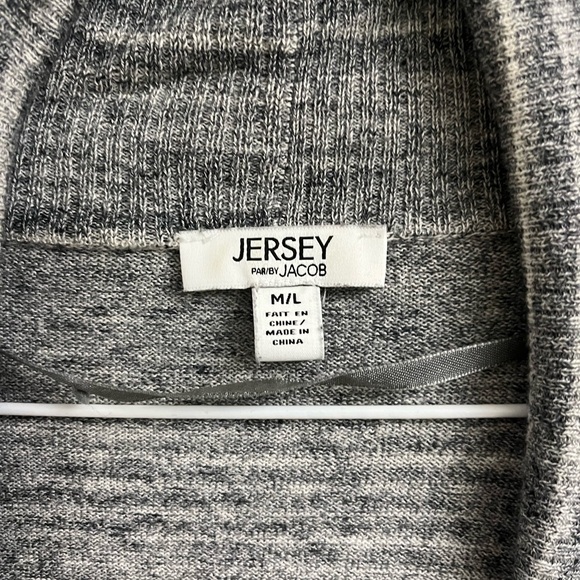 JERSEY
PAR/BY JACOB
M/L
FAIT EN
CHINE/
MADE IN
CHINA